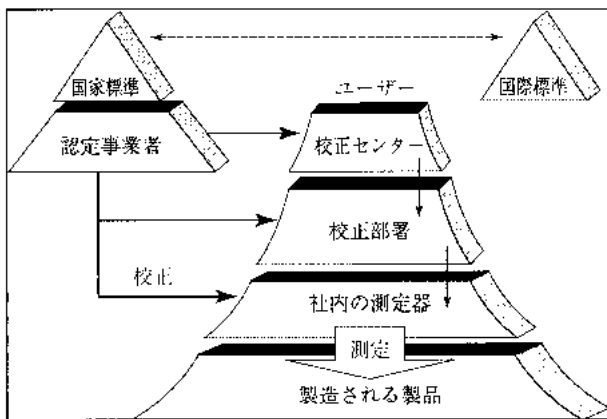 国家標準
国際標準
ユーザー
認定事業者
校正センター
校正部署
校正
社内の測定器
測定
製造される製品